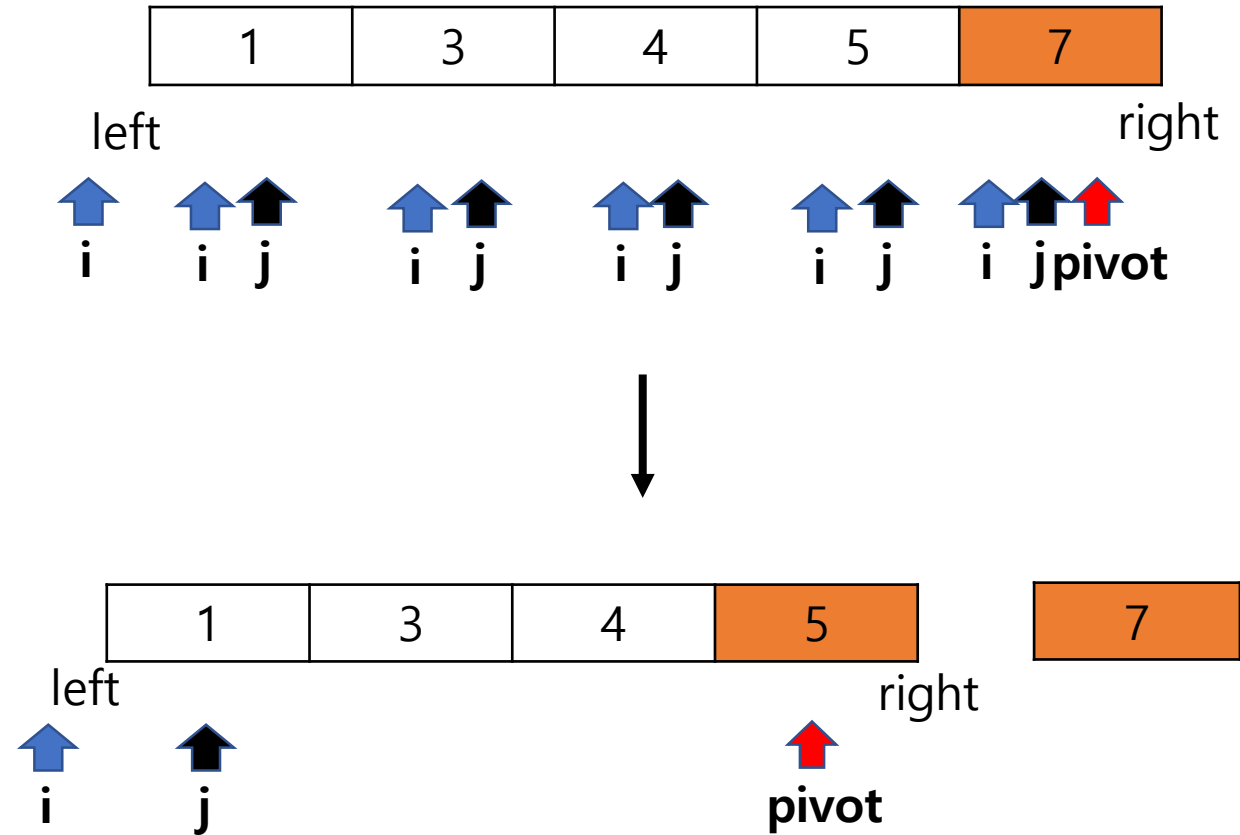 1 3 4 5 7
left right
i i j i j i j i j i j pivot
1 3 4 5 7
left right
i j pivot